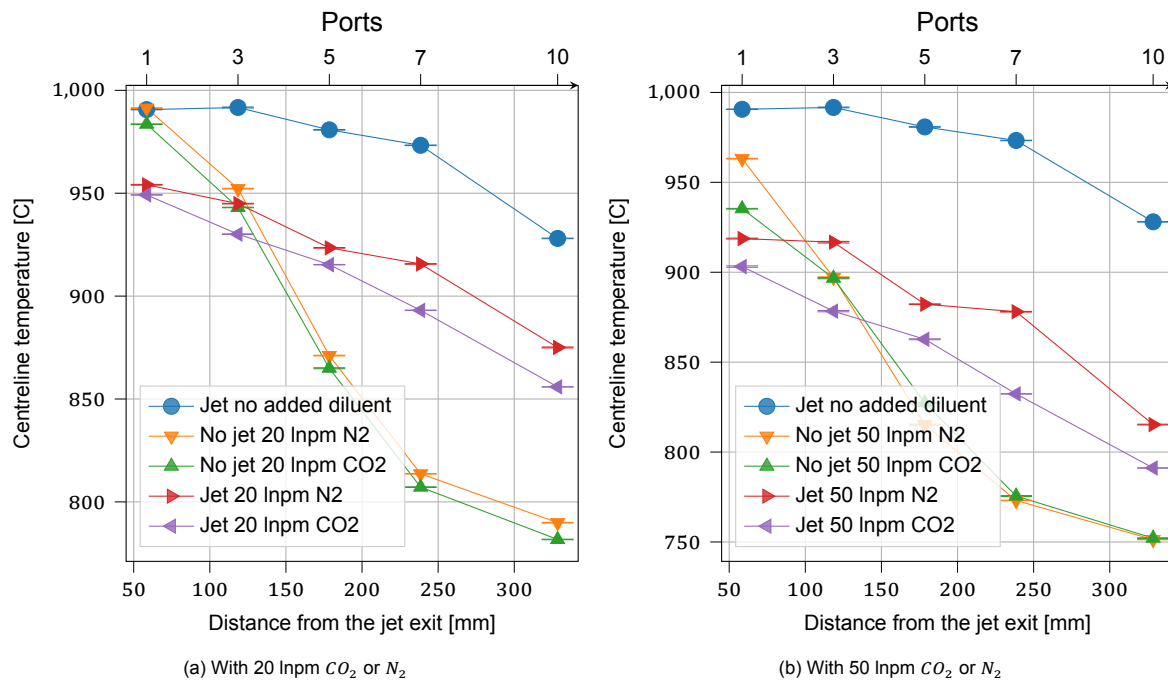 Ports
1 3 5 7 10
1,000
950
900
850
800
Centreline temperature [C]
Jet no added diluent
No jet 20 lnpm N2
No jet 20 lnpm CO2
Jet 20 lnpm N2
Jet 20 lnpm CO2
50 100 150 200 250 300
Distance from the jet exit [mm]
(a) With 20 lnpm CO₂ or N₂
Ports
1 3 5 7 10
1,000
950
900
850
800
750
Centreline temperature [C]
Jet no added diluent
No jet 50 lnpm N2
No jet 50 lnpm CO2
Jet 50 lnpm N2
Jet 50 lnpm CO2
50 100 150 200 250 300
Distance from the jet exit [mm]
(b) With 50 lnpm CO₂ or N₂